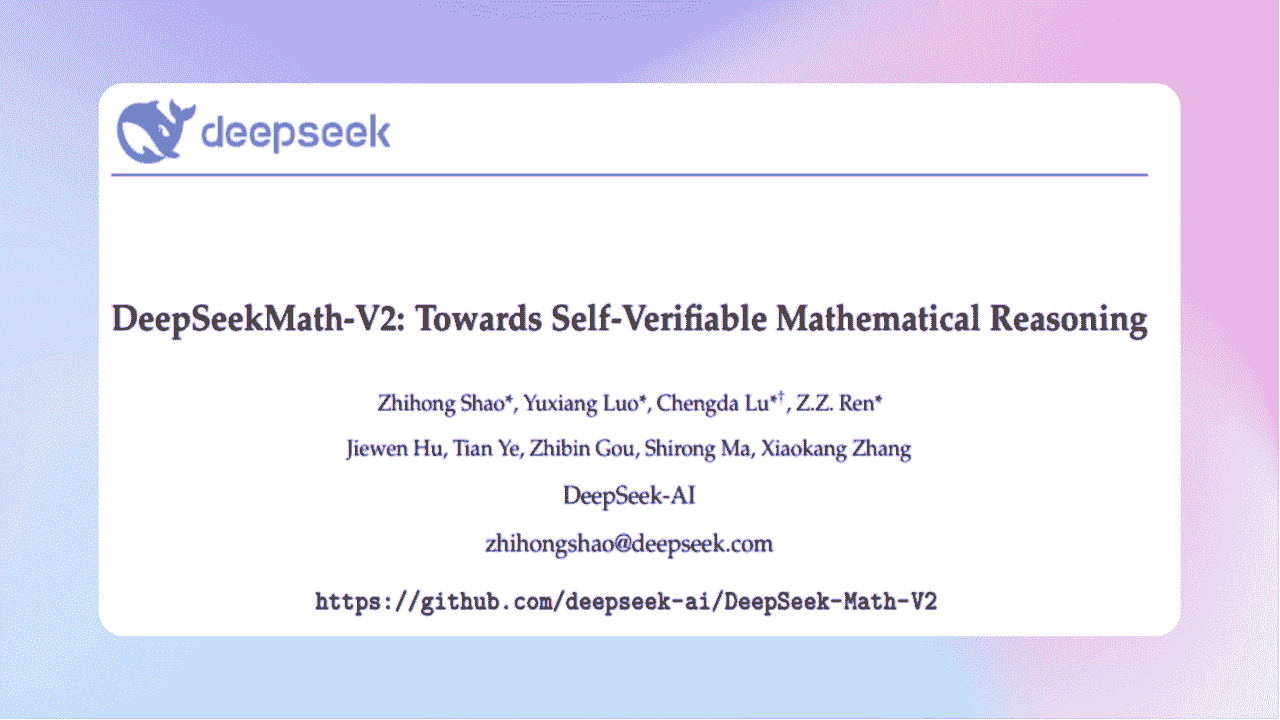 deepseek
DeepSeekMath-V2: Towards Self-Verifiable Mathematical Reasoning
Zhihong Shao*, Yuxiang Luo*, Chengda Lu*†, Z.Z. Ren*
Jiewen Hu, Tian Ye, Zhibin Gou, Shirong Ma, Xiaokang Zhang
DeepSeek-AI
zhihongshao@deepseek.com
https://github.com/deepseek-ai/DeepSeek-Math-V2